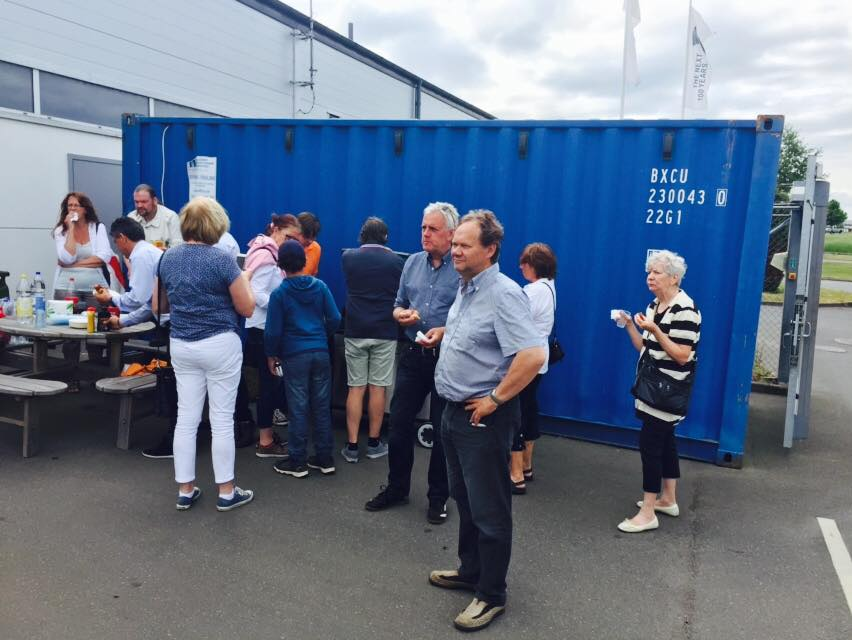 THE NEXT
100 YEARS
BXCU
230043 0
22G1